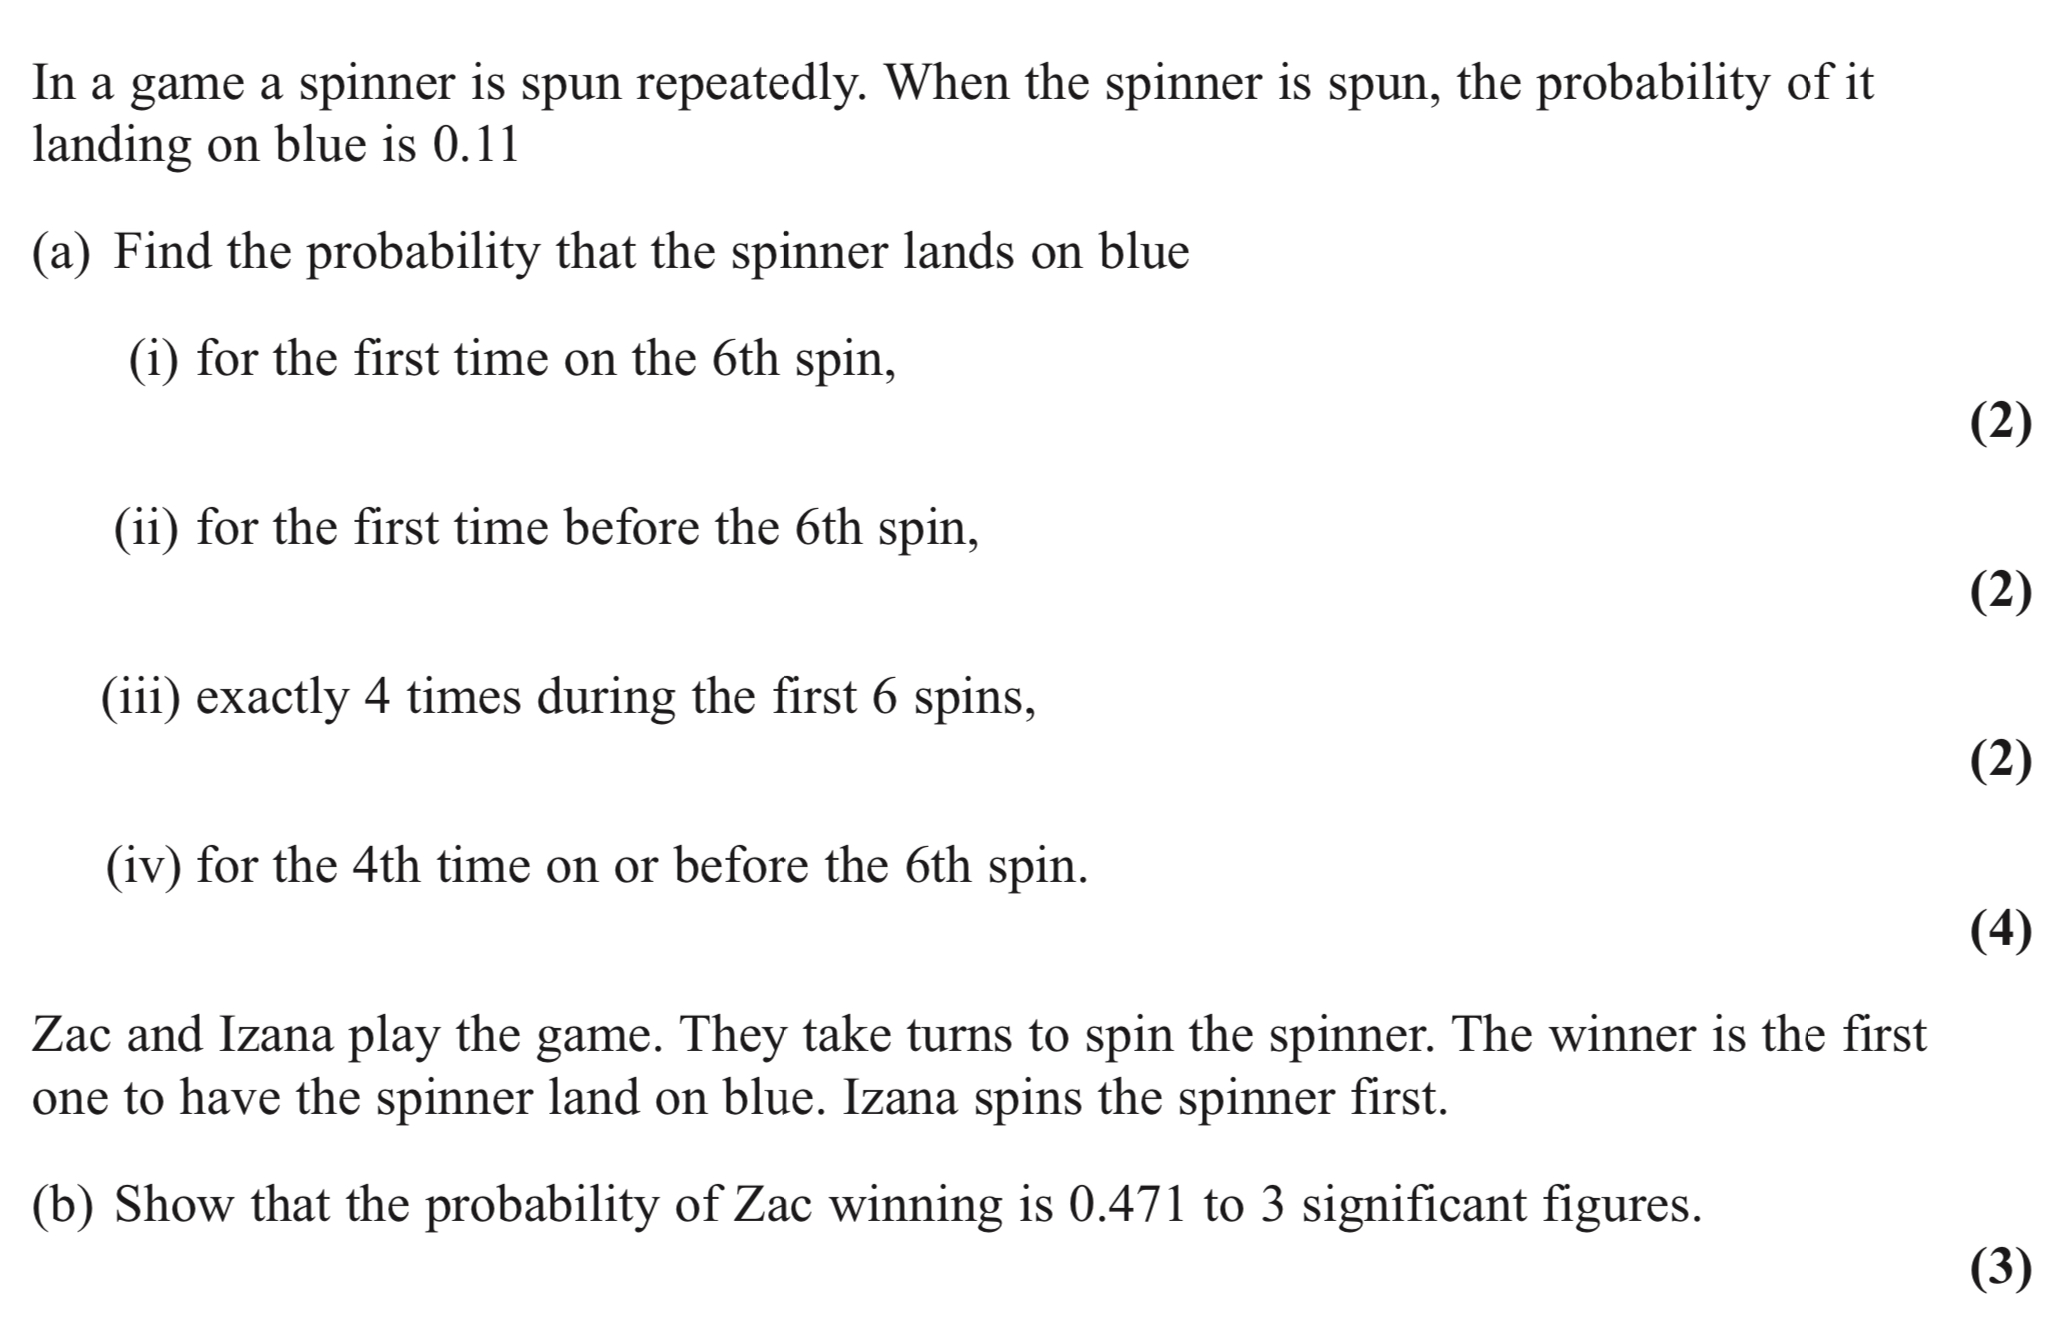 In a game a spinner is spun repeatedly. When the spinner is spun, the probability of it
landing on blue is 0.11
(a) Find the probability that the spinner lands on blue
(i) for the first time on the 6th spin,
(2)
(ii) for the first time before the 6th spin,
(2)
(iii) exactly 4 times during the first 6 spins,
(2)
(iv) for the 4th time on or before the 6th spin.
(4)
Zac and Izana play the game. They take turns to spin the spinner. The winner is the first
one to have the spinner land on blue. Izana spins the spinner first.
(b) Show that the probability of Zac winning is 0.471 to 3 significant figures.
(3)